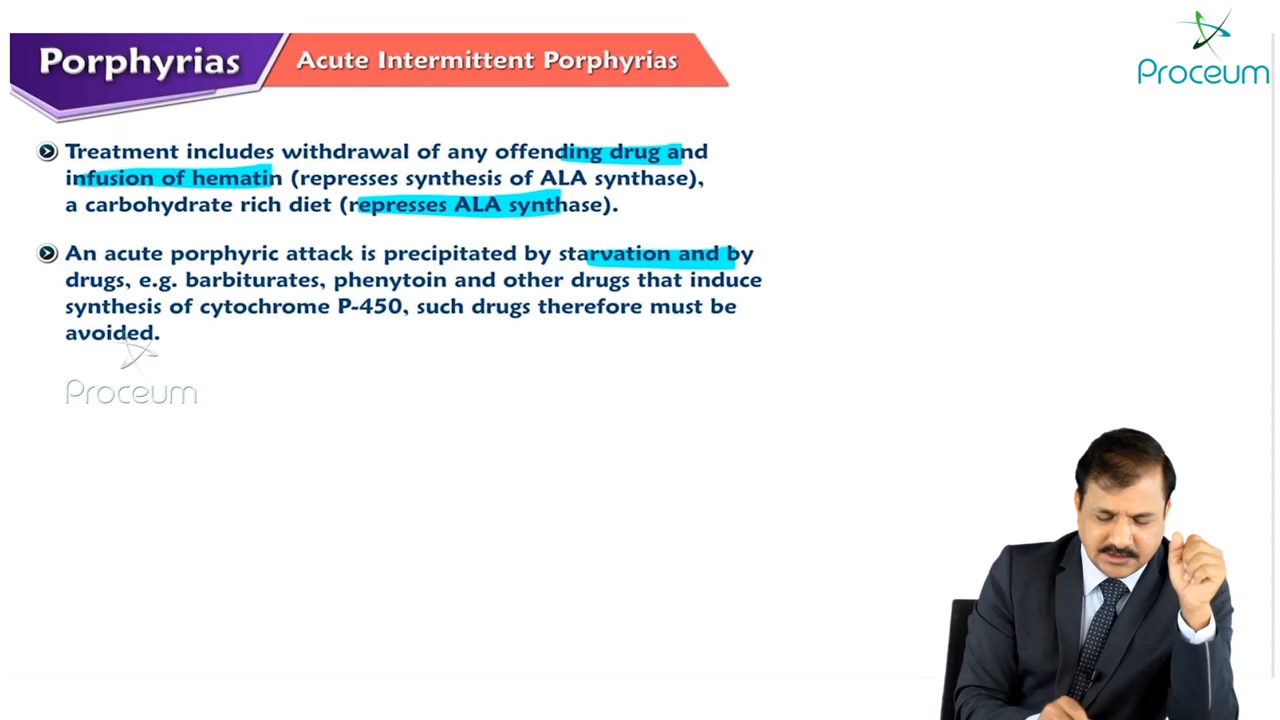 Porphyrias
Acute Intermittent Porphyrias
Proceum
Treatment includes withdrawal of any offending drug and
infusion of hematin (represses synthesis of ALA synthase),
a carbohydrate rich diet (represses ALA synthase).
An acute porphyric attack is precipitated by starvation and by
drugs, e.g. barbiturates, phenytoin and other drugs that induce
synthesis of cytochrome P-450, such drugs therefore must be
avoided.
Proceum